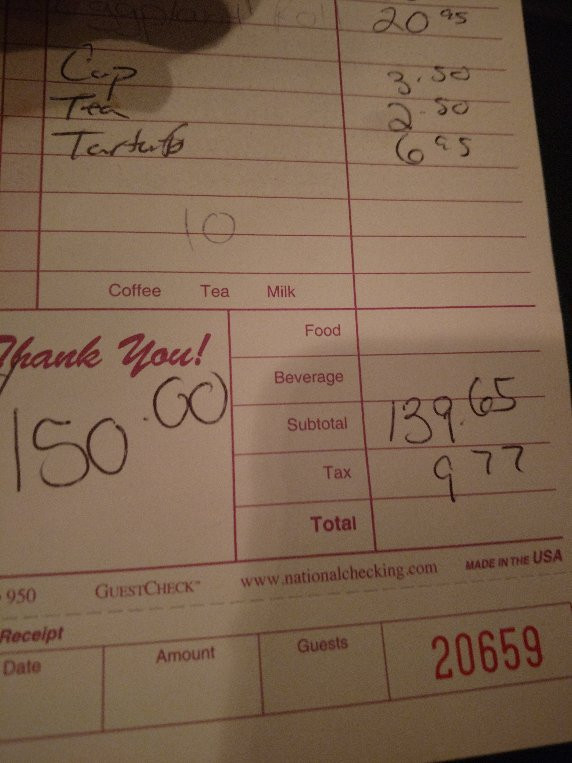 20 95
Cap 3.50
Tea 2.50
Tartufo 6 95
10
Coffee Tea Milk
Thank You!
150.00
Food
Beverage
Subtotal 139.65
Tax 9 77
Total
950 GUESTCHECK™ www.nationalchecking.com MADE IN THE USA
Receipt
Date Amount Guests 20659